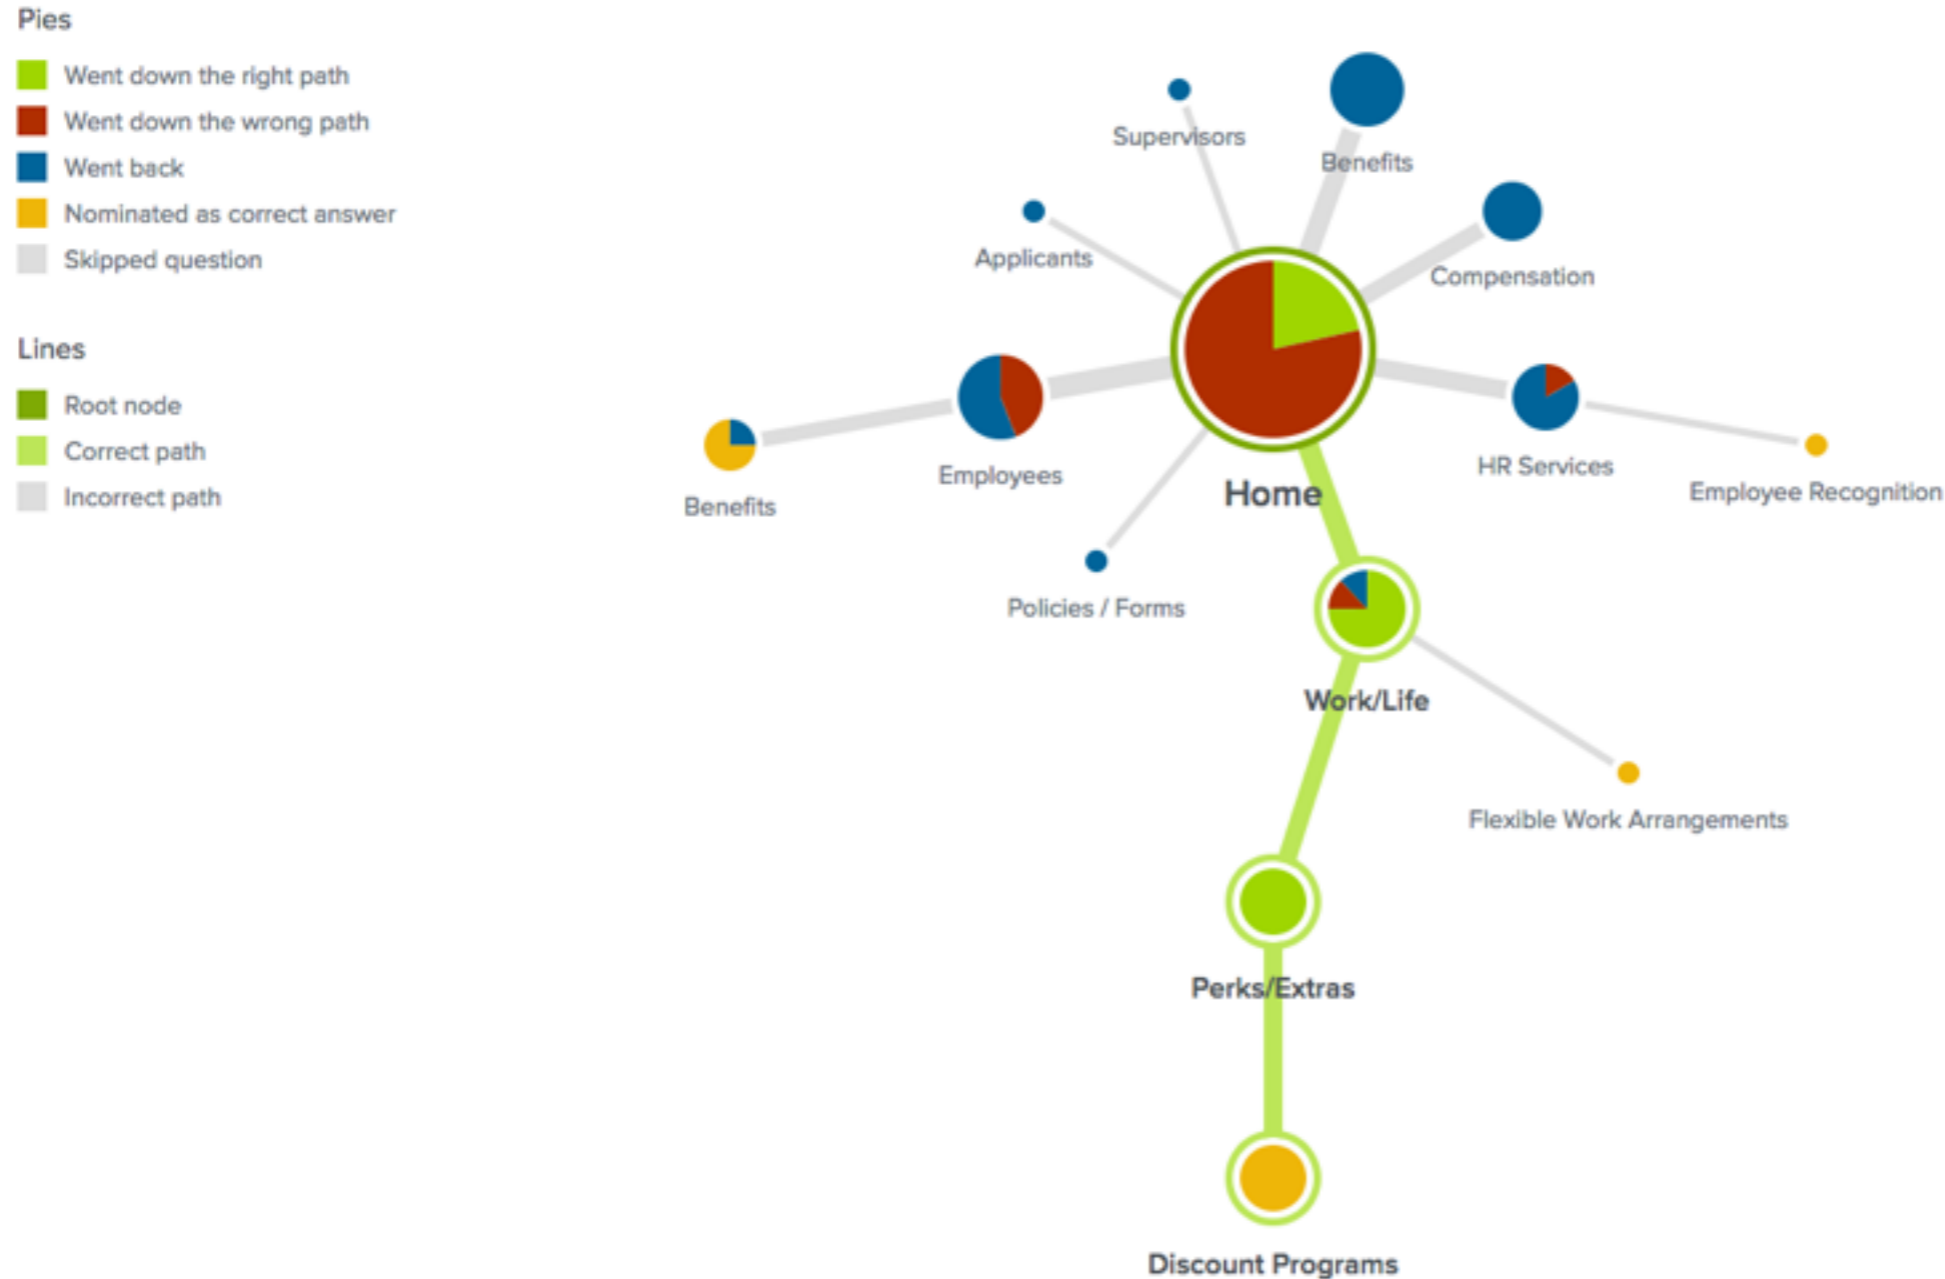 Pies
Went down the right path
Went down the wrong path
Went back
Nominated as correct answer
Skipped question
Lines
Root node
Correct path
Incorrect path
Supervisors
Benefits
Applicants
Compensation
Employees
Benefits
Home
HR Services
Employee Recognition
Policies / Forms
Work/Life
Flexible Work Arrangements
Perks/Extras
Discount Programs